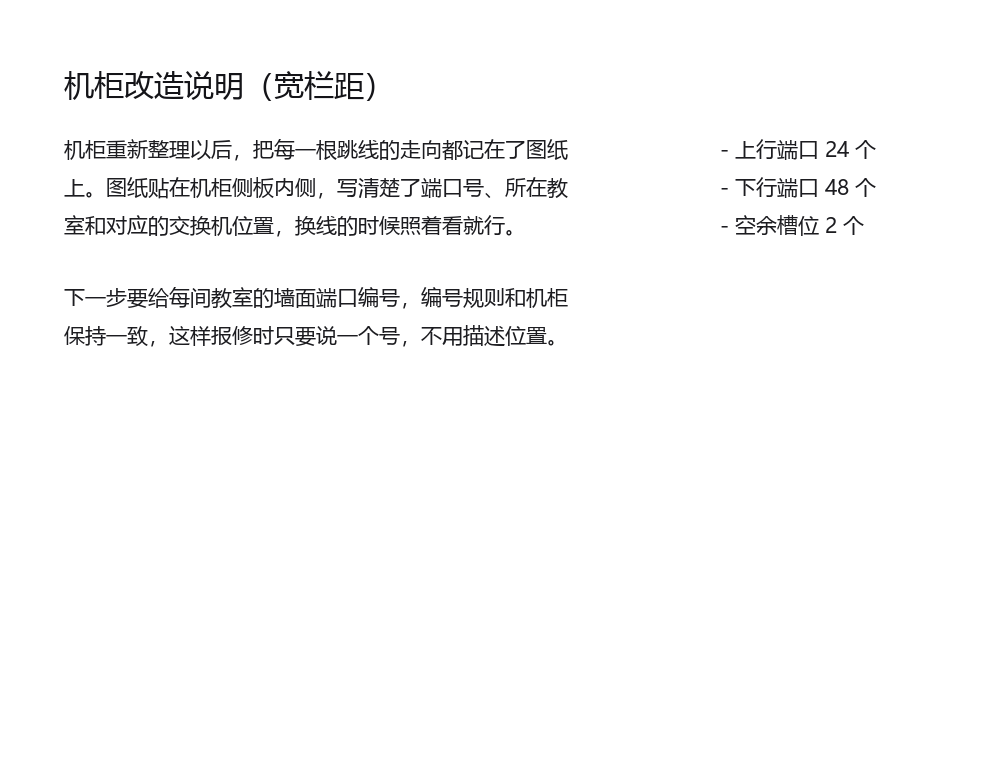 机柜改造说明（宽栏距）
机柜重新整理以后，把每一根跳线的走向都记在了图纸
上。图纸贴在机柜侧板内侧，写清楚了端口号、所在教
室和对应的交换机位置，换线的时候照着看就行。
下一步要给每间教室的墙面端口编号，编号规则和机柜
保持一致，这样报修时只要说一个号，不用描述位置。
- 上行端口 24 个
- 下行端口 48 个
- 空余槽位 2 个